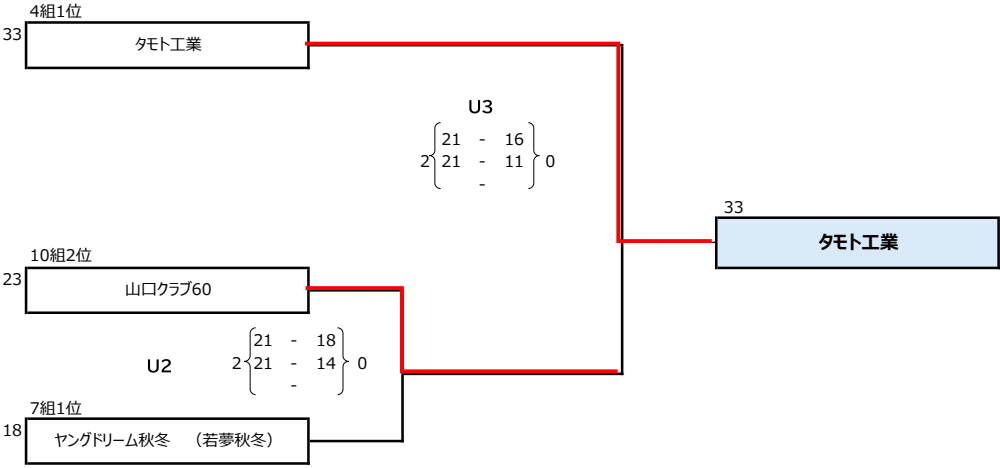 4組1位
33 タモト工業
U3
21 - 16
2 21 - 11 0
-
33
タモト工業
10組2位
23 山口クラブ60
21 - 18
U2 2 21 - 14 0
-
7組1位
18 ヤングドリーム秋冬 （若夢秋冬）